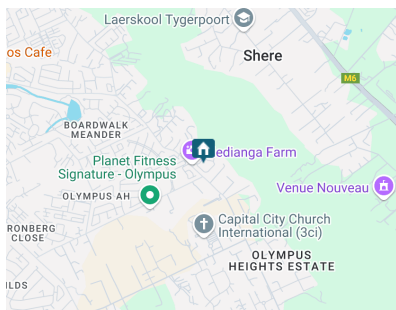 Laerskool Tygerpoort
os Cafe
Shere
M6
BOARDWALK
MEANDER
edianga Farm
Planet Fitness
Signature - Olympus
Venue Nouveau
OLYMPUS AH
Capital City Church
International (3ci)
RONBERG
CLOSE
OLYMPUS
HEIGHTS ESTATE
ILDS